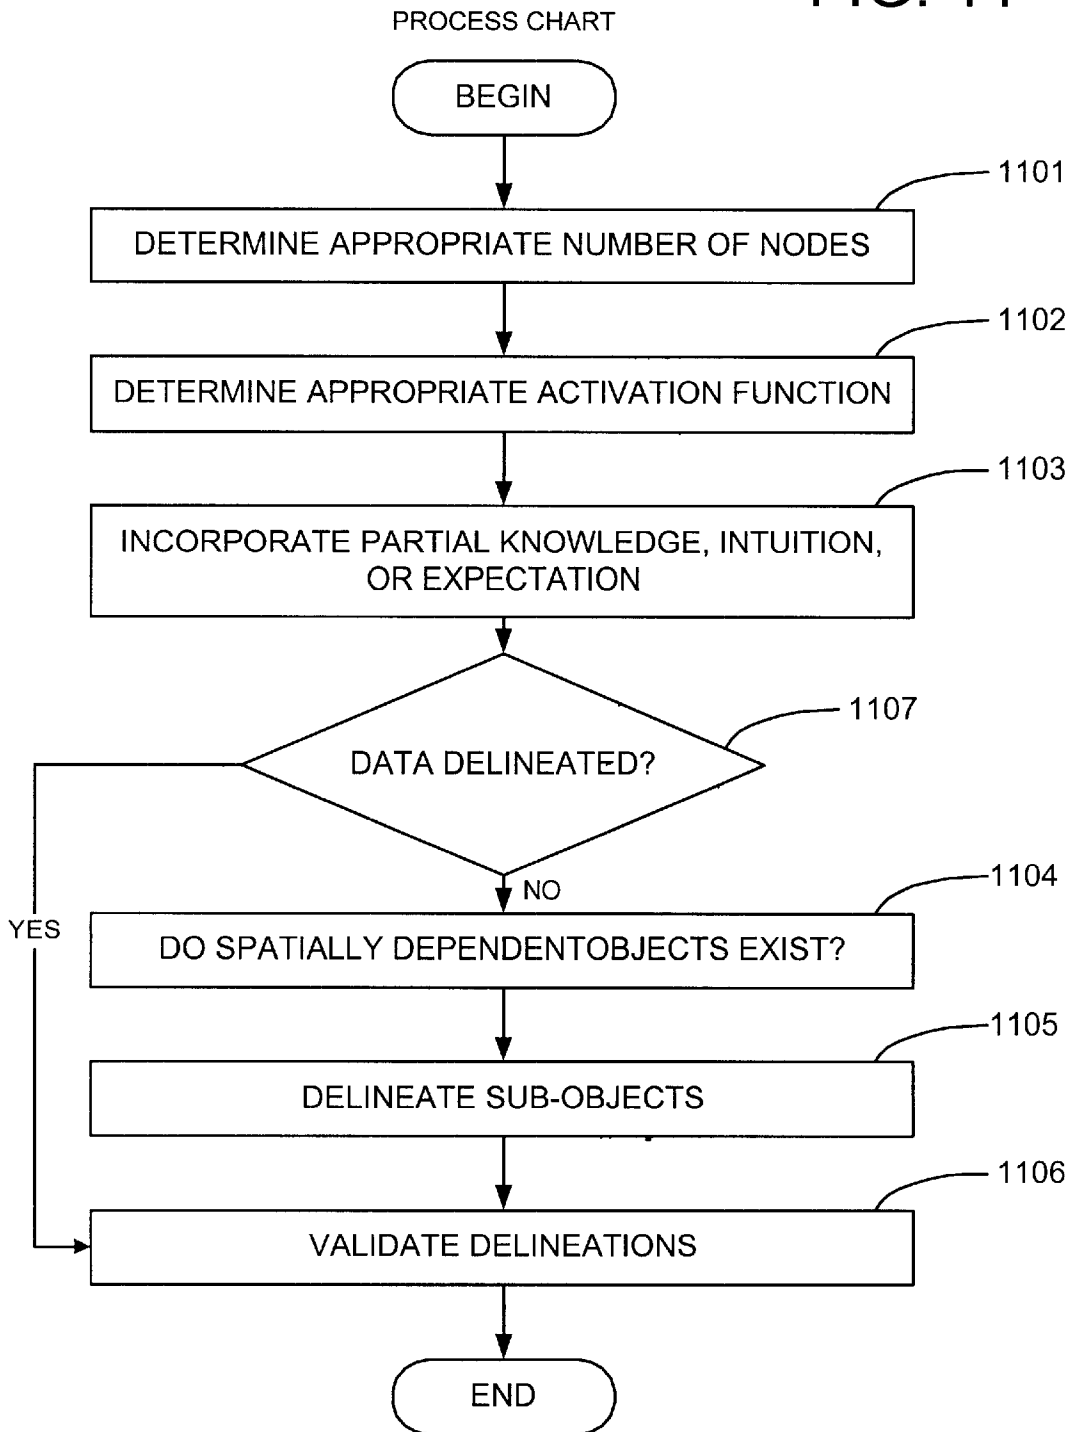 FIG. 11
PROCESS CHART
BEGIN
1101
DETERMINE APPROPRIATE NUMBER OF NODES
1102
DETERMINE APPROPRIATE ACTIVATION FUNCTION
1103
INCORPORATE PARTIAL KNOWLEDGE, INTUITION,
OR EXPECTATION
1107
DATA DELINEATED?
NO
1104
YES
DO SPATIALLY DEPENDENTOBJECTS EXIST?
1105
DELINEATE SUB-OBJECTS
1106
VALIDATE DELINEATIONS
END